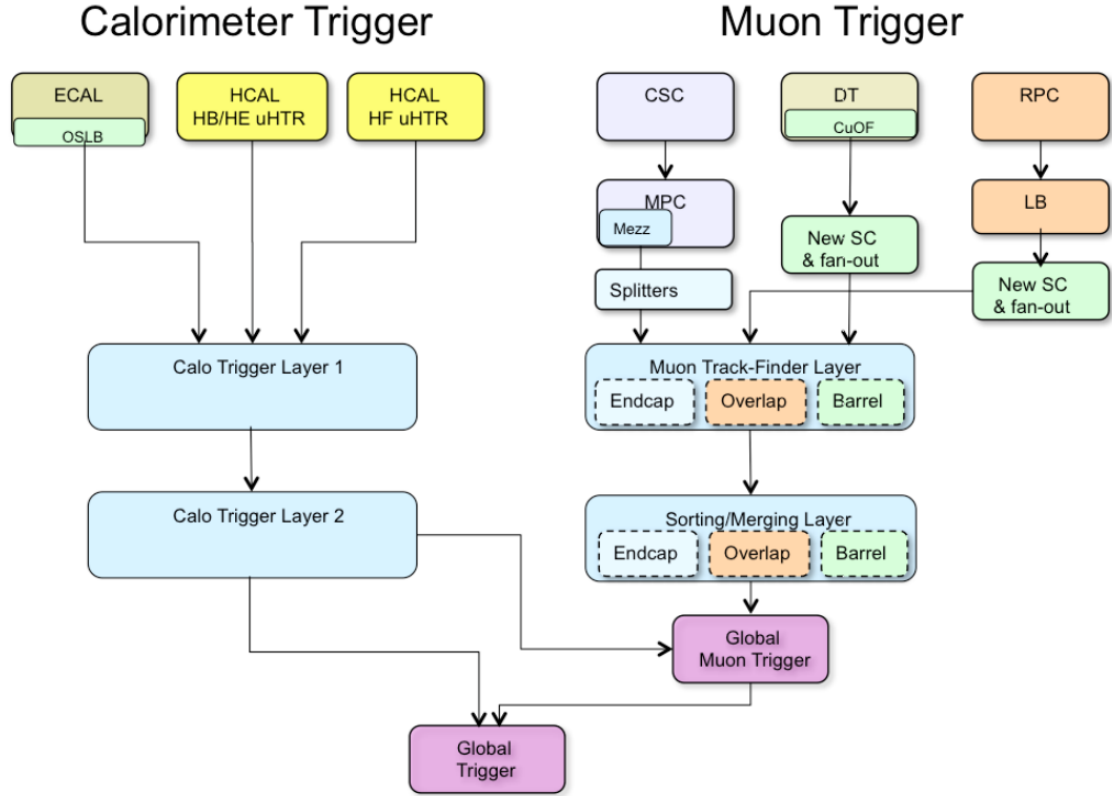 Calorimeter Trigger
Muon Trigger
ECAL
OSLB
HCAL
HB/HE uHTR
HCAL
HF uHTR
CSC
DT
CuOF
RPC
MPC
Mezz
LB
New SC
& fan-out
Splitters
New SC
& fan-out
Calo Trigger Layer 1
Muon Track-Finder Layer
Endcap
Overlap
Barrel
Calo Trigger Layer 2
Sorting/Merging Layer
Endcap
Overlap
Barrel
Global
Muon Trigger
Global
Trigger